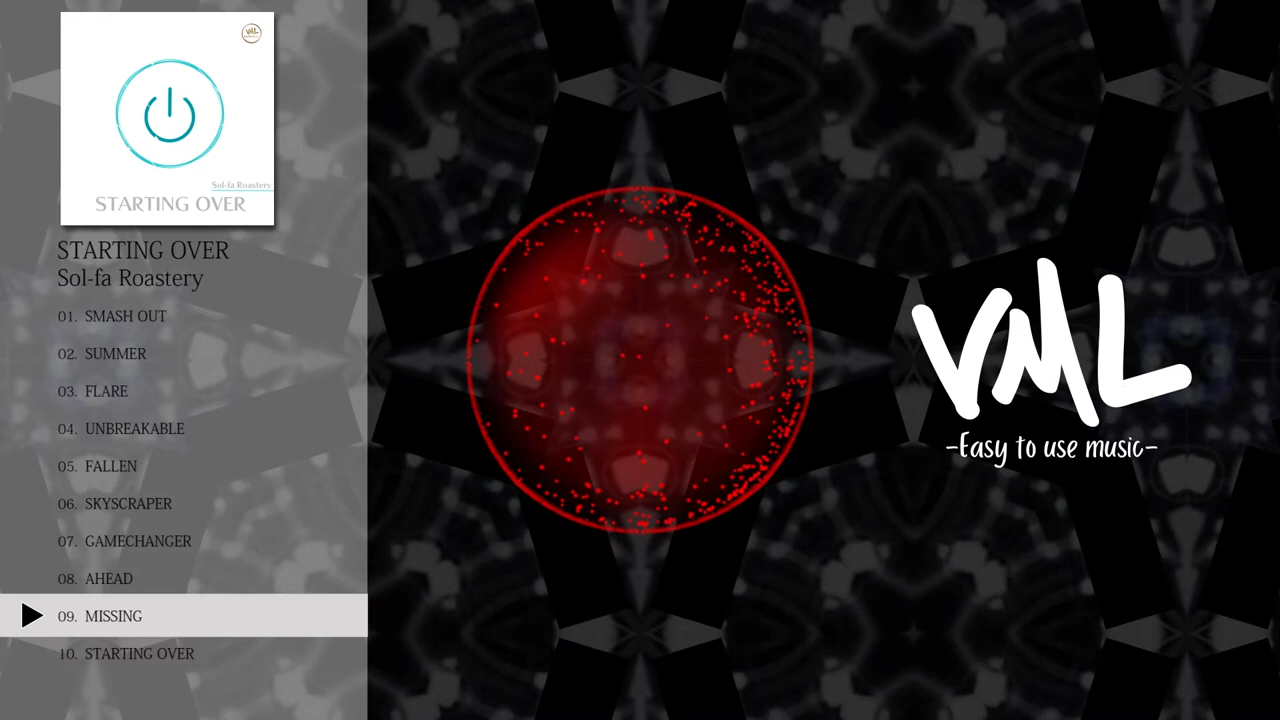 VML
Sol-fa Roastery
STARTING OVER
STARTING OVER
Sol-fa Roastery
01. SMASH OUT
02. SUMMER
03. FLARE
04. UNBREAKABLE
05. FALLEN
06. SKYSCRAPER
07. GAMECHANGER
08. AHEAD
09. MISSING
10. STARTING OVER
VML
-Easy to use music-